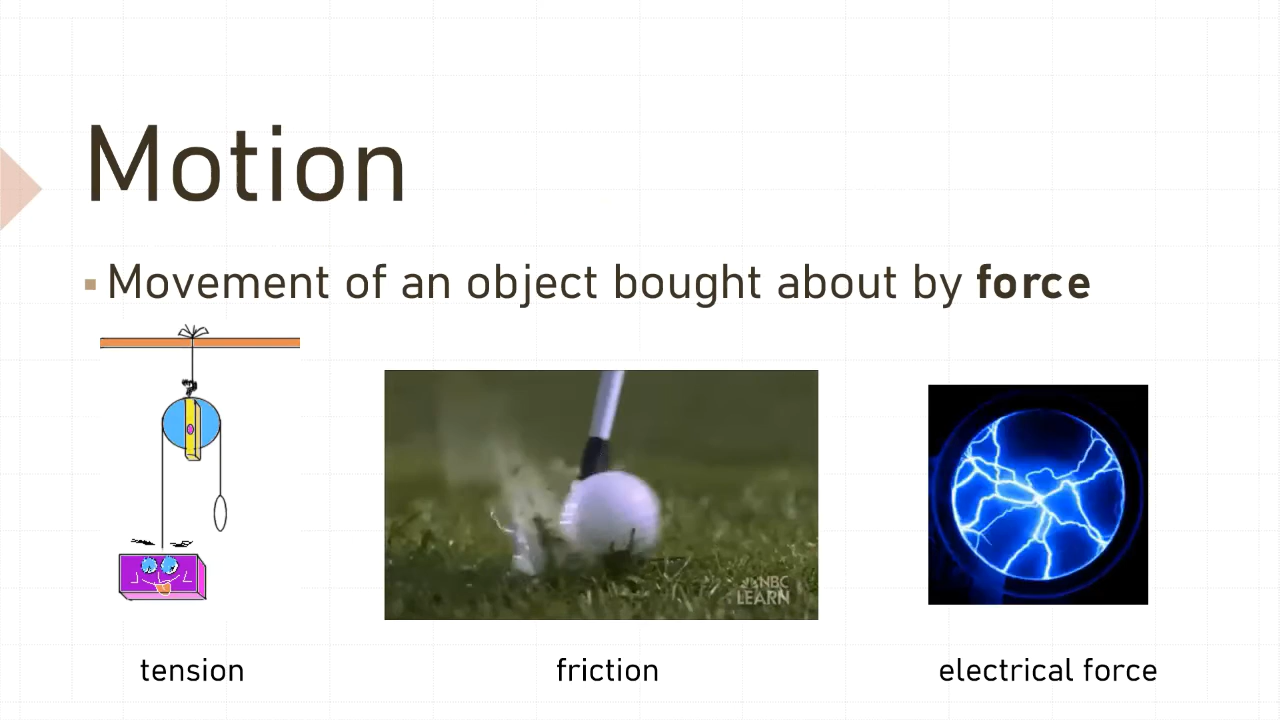 Motion
Movement of an object bought about by force
NBC
LEARN
tension
friction
electrical force